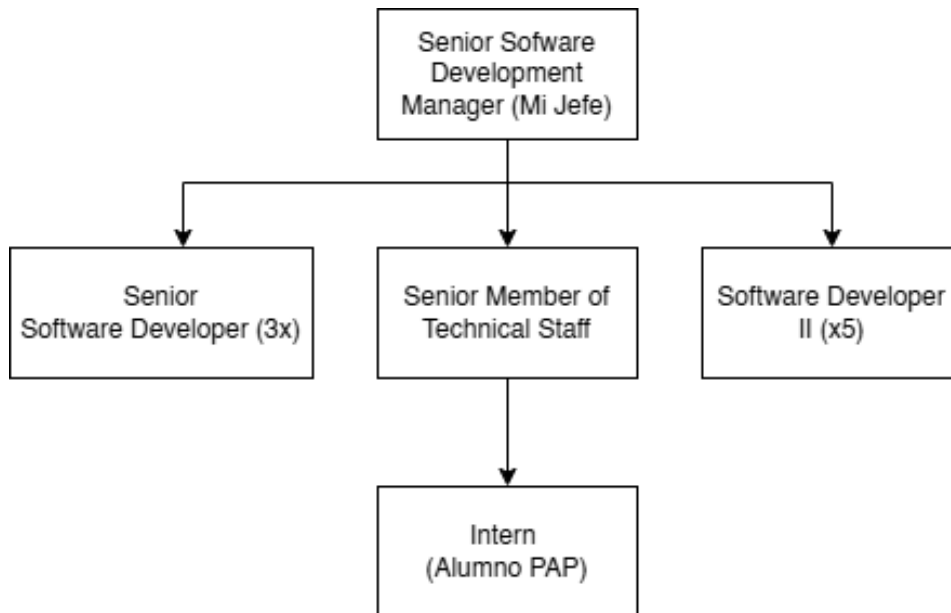 Senior Sofware
Development
Manager (Mi Jefe)
Senior
Software Developer (3x)
Senior Member of
Technical Staff
Software Developer
II (x5)
Intern
(Alumno PAP)